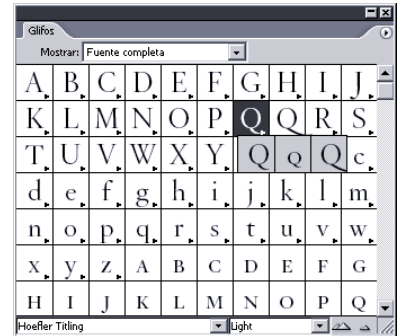 Glifos
Mostrar: Fuente completa
A B C D E F G H I J
K L M N O P Q Q R S
T U V W X Y Q Q Q c
d e f g h i j k l m
n o p q r s t u v w
x y z A B C D E F G
H I J K L M N O P Q
Hoefler Titling Light